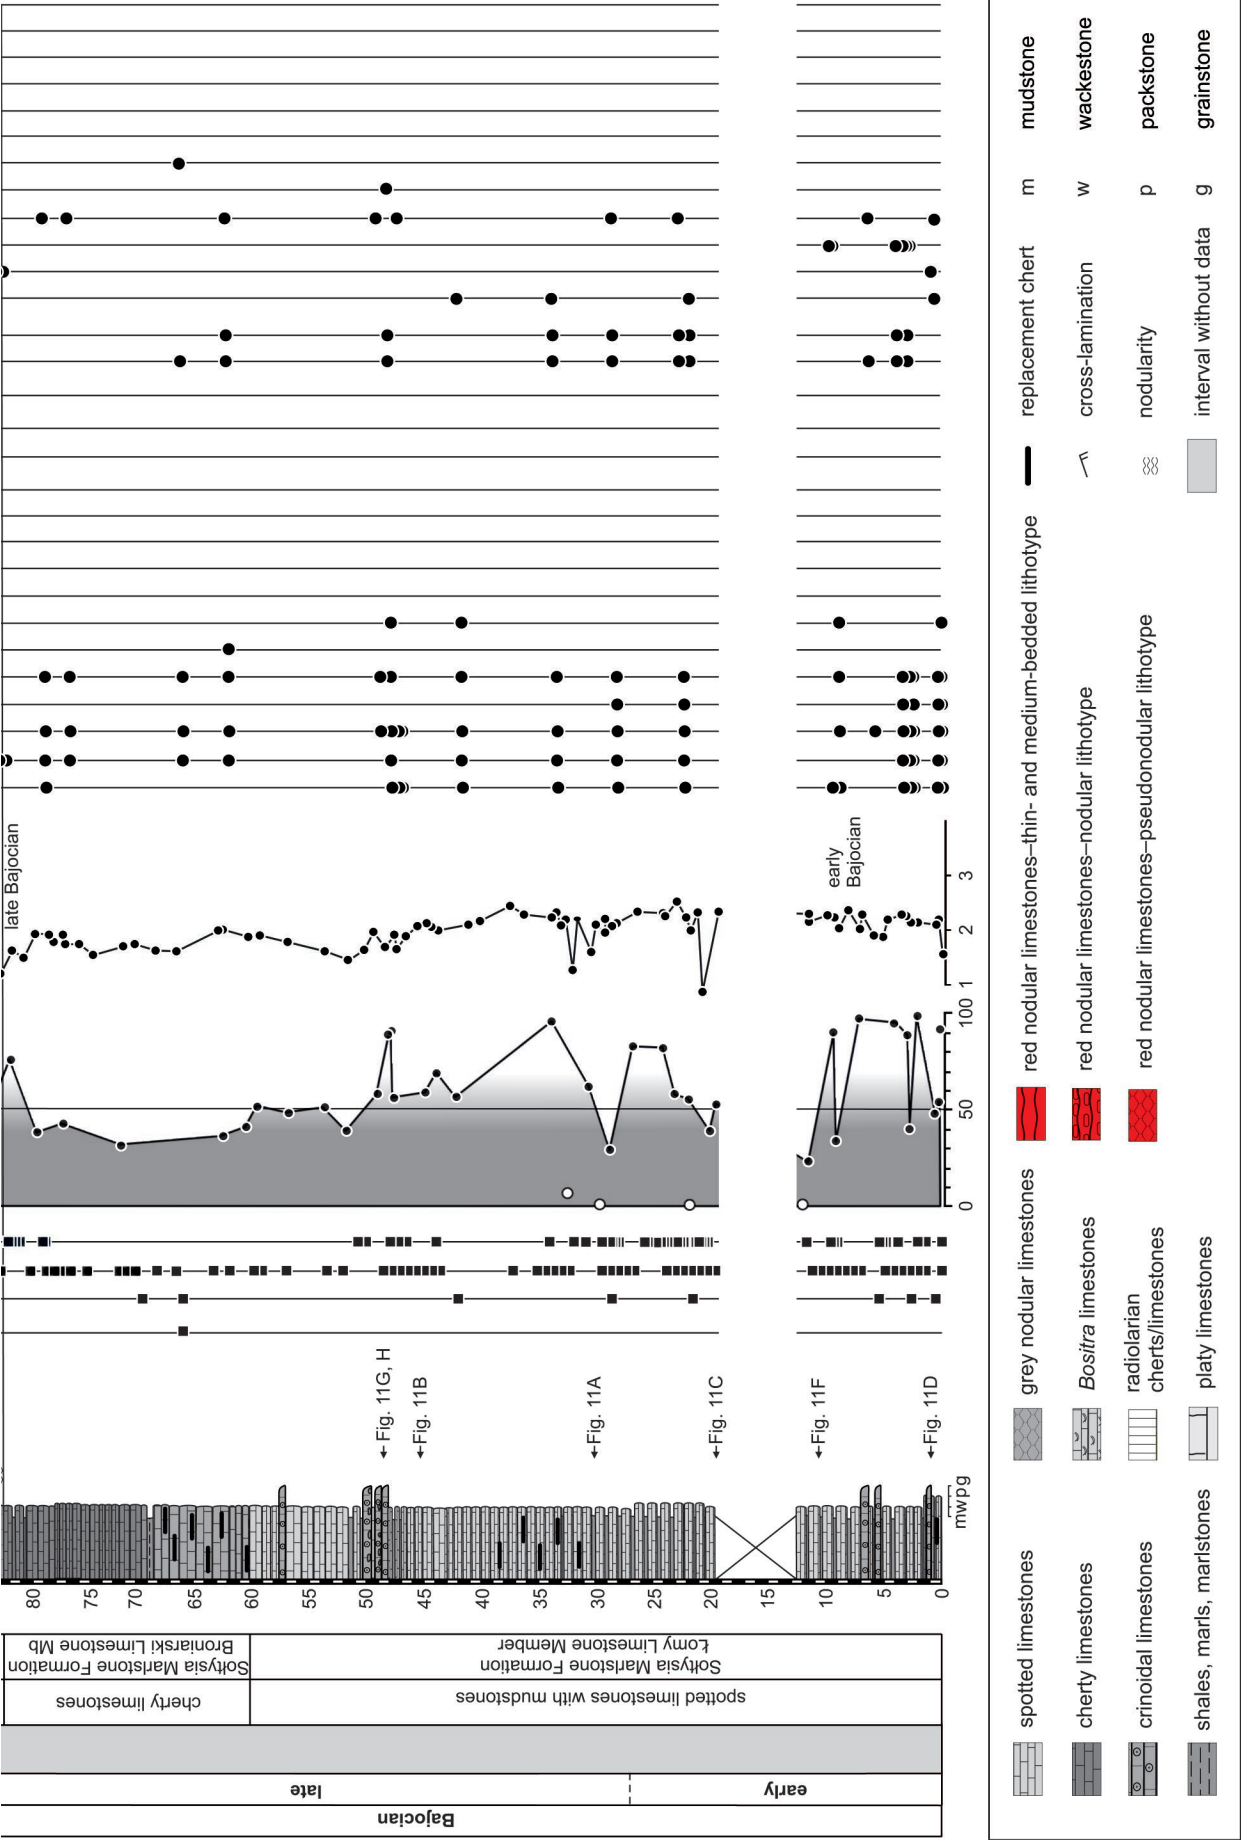 Bajocian
late
early
cherty limestones
spotted limestones with mudstones
Sołtysia Marlstone Formation
Broniarski Limestone Mb
Sołtysia Marlstone Formation
Łomy Limestone Member
80
75
70
65
60
55
50
45
40
35
30
25
20
15
10
5
0
mwpg
Fig. 11G, H
Fig. 11B
Fig. 11A
Fig. 11C
Fig. 11F
Fig. 11D
0
50
100
1
2
3
late Bajocian
early
Bajocian
spotted limestones
cherty limestones
crinoidal limestones
shales, marls, marlstones
grey nodular limestones
Bositra limestones
radiolarian
cherts/limestones
platy limestones
red nodular limestones–thin- and medium-bedded lithotype
red nodular limestones–nodular lithotype
red nodular limestones–pseudonodular lithotype
replacement chert
cross-lamination
nodularity
interval without data
m mudstone
w wackestone
p packstone
g grainstone